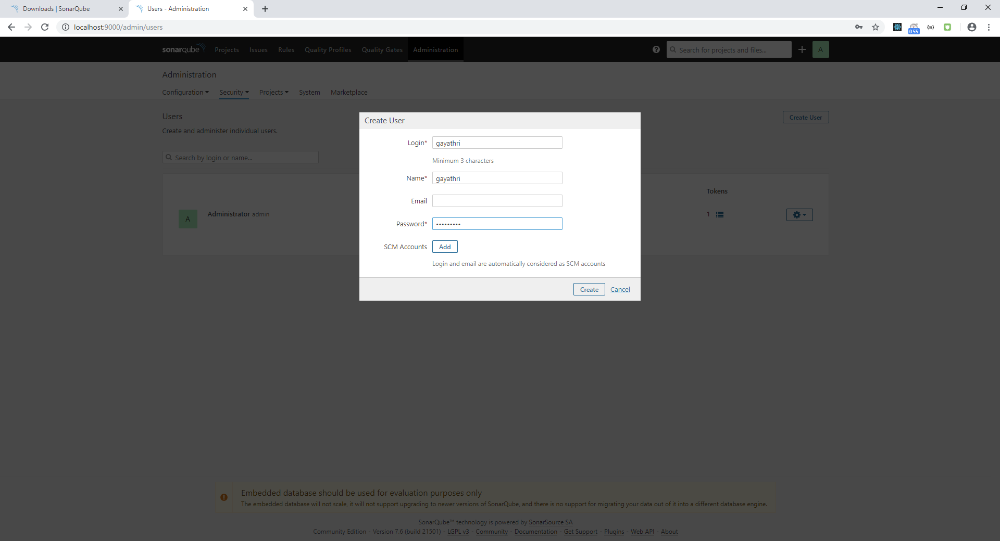 Downloads | SonarQube
Users - Administration
localhost:9000/admin/users
0.55
sonarqube Projects Issues Rules Quality Profiles Quality Gates Administration Search for projects and files... A
Administration
Configuration Security Projects System Marketplace
Users
Create User
Create and administer individual users.
Search by login or name...
Tokens
A Administrator admin 1
Create User
Login* gayathri
Minimum 3 characters
Name* gayathri
Email
Password* •••••••••
SCM Accounts Add
Login and email are automatically considered as SCM accounts
Create Cancel
Embedded database should be used for evaluation purposes only
The embedded database will not scale, it will not support upgrading to newer versions of SonarQube, and there is no support for migrating your data out of it into a different database engine.
SonarQube™ technology is powered by SonarSource SA
Community Edition - Version 7.6 (build 21501) - LGPL v3 - Community - Documentation - Get Support - Plugins - Web API - About